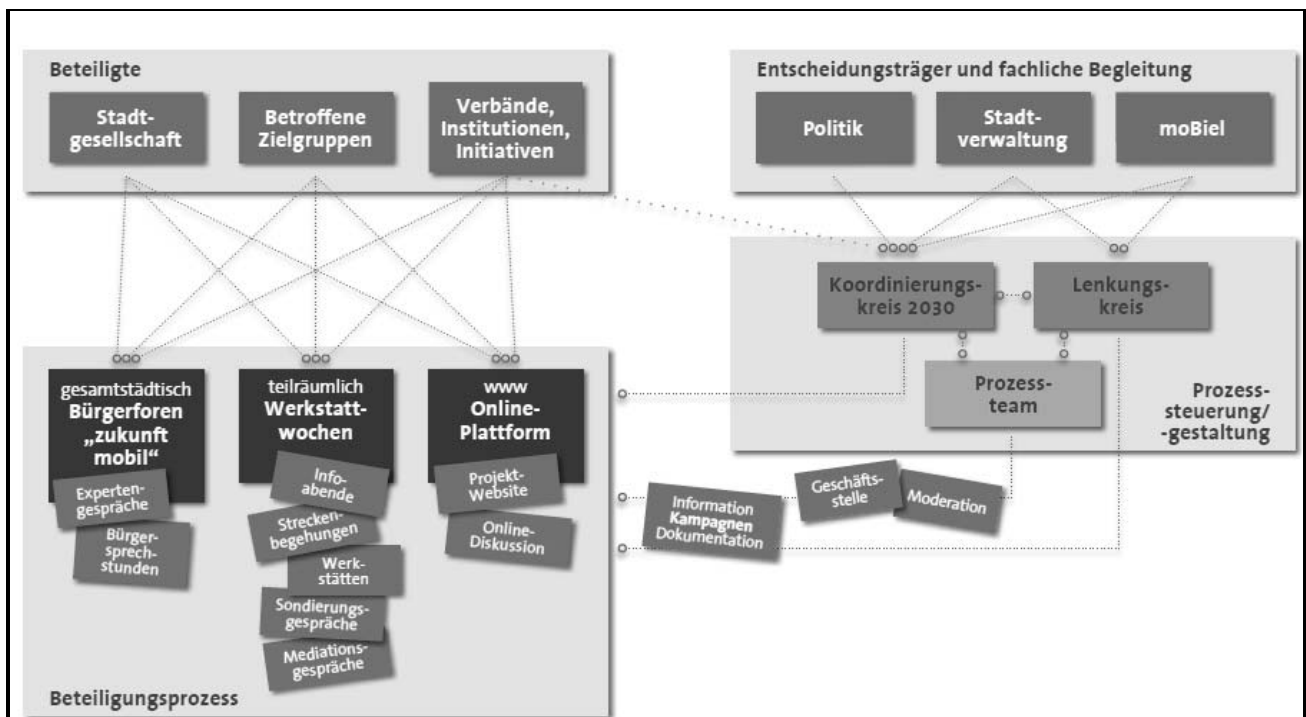 Beteiligte
Stadt-
gesellschaft
Betroffene
Zielgruppen
Verbände,
Institutionen,
Initiativen
Entscheidungsträger und fachliche Begleitung
Politik
Stadt-
verwaltung
moBiel
Koordinierungs-
kreis 2030
Lenkungs-
kreis
Prozess-
team
Prozess-
steuerung/
-gestaltung
gesamtstädtisch
Bürgerforen
„zukunft
mobil“
Experten-
gespräche
Bürger-
sprech-
stunden
teilräumlich
Werkstatt-
wochen
Info-
abende
Strecken-
begehungen
Werk-
stätten
Sondierungs-
gespräche
Mediations-
gespräche
www
Online-
Plattform
Projekt-
Website
Online-
Diskussion
Information
Kampagnen
Dokumentation
Geschäfts-
stelle
Moderation
Beteiligungsprozess